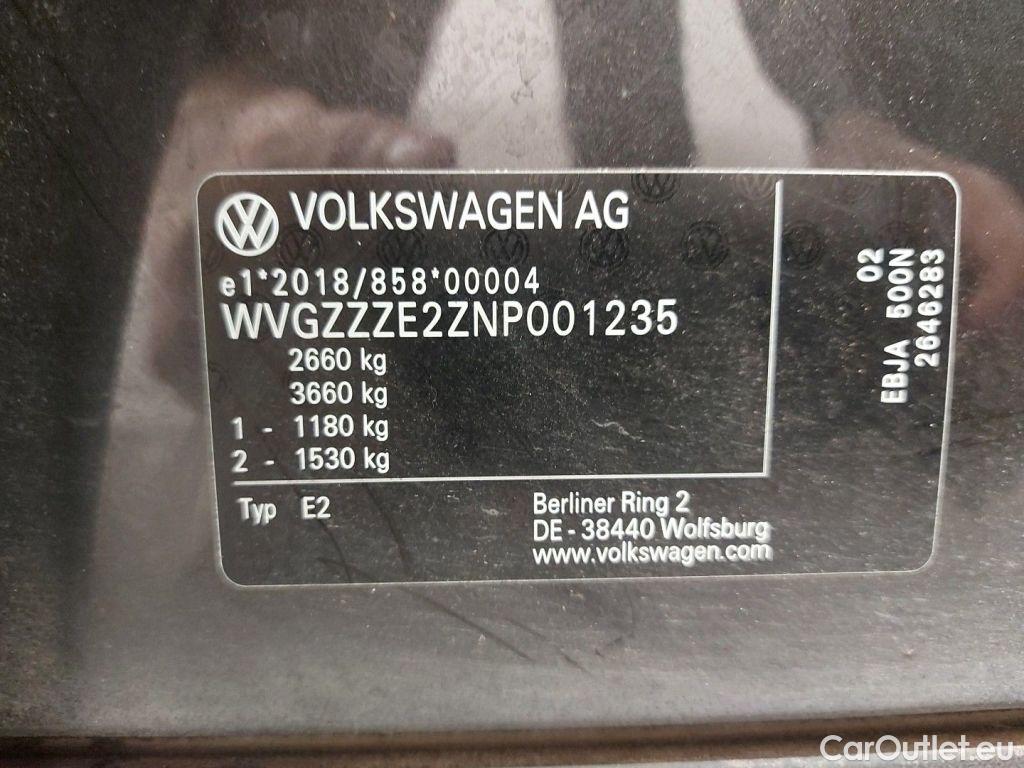 VOLKSWAGEN AG
e1*2018/858*00004
WVGZZZE2ZNP001235
2660 kg
3660 kg
1 - 1180 kg
2 - 1530 kg
Typ E2
Berliner Ring 2
DE - 38440 Wolfsburg
www.volkswagen.com
02
EBJA 500N
2646283
CarOutlet.eu